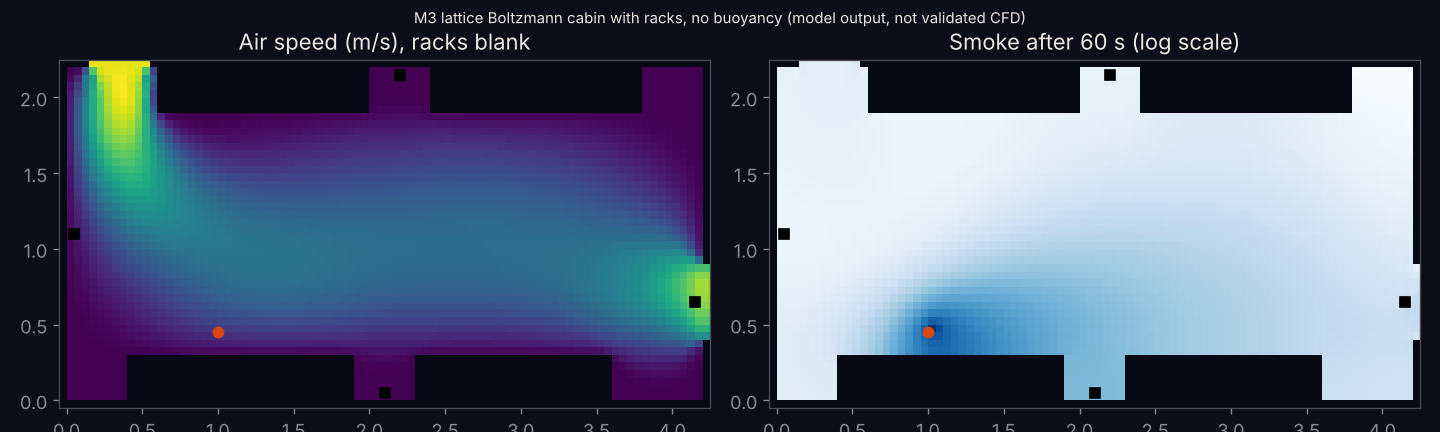 M3 lattice Boltzmann cabin with racks, no buoyancy (model output, not validated CFD)
Air speed (m/s), racks blank
Smoke after 60 s (log scale)
2.0
1.5
1.0
0.5
0.0
0.0 0.5 1.0 1.5 2.0 2.5 3.0 3.5 4.0
2.0
1.5
1.0
0.5
0.0
0.0 0.5 1.0 1.5 2.0 2.5 3.0 3.5 4.0